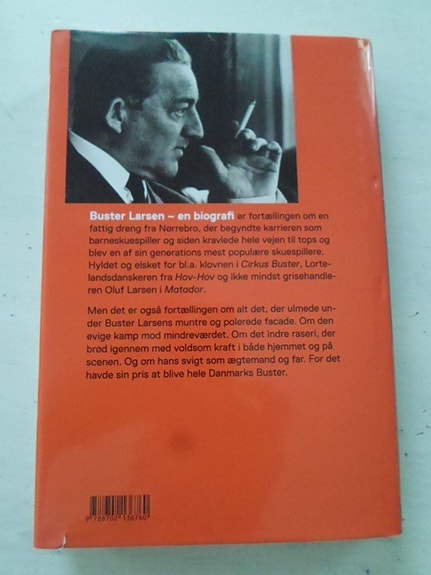 Buster Larsen – en biografi er fortællingen om en
fattig dreng fra Nørrebro, der begyndte karrieren som
barneskuespiller og siden kravlede hele vejen til tops og
blev en af sin generations mest populære skuespillere.
Hyldet og elsket for bl.a. klovnen i Cirkus Buster, Lorte-
landsdanskeren fra Hov-Hov og ikke mindst grisehandle-
ren Oluf Larsen i Matador.
Men det er også fortællingen om alt det, der ulmede un-
der Buster Larsens muntre og polerede facade. Om den
evige kamp mod mindreværdet. Om det indre raseri, der
brød igennem med voldsom kraft i både hjemmet og på
scenen. Og om hans svigt som ægtemand og far. For det
havde sin pris at blive hele Danmarks Buster.
9 788702 136760